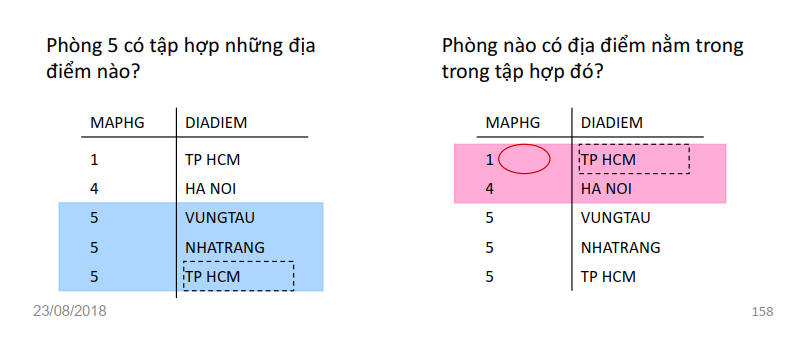 Phòng 5 có tập hợp những địa
điểm nào?
MAPHG DIADIEM
1 TP HCM
4 HA NOI
5 VUNGTAU
5 NHATRANG
5 TP HCM
Phòng nào có địa điểm nằm trong
trong tập hợp đó?
MAPHG DIADIEM
1 TP HCM
4 HA NOI
5 VUNGTAU
5 NHATRANG
5 TP HCM
23/08/2018
158